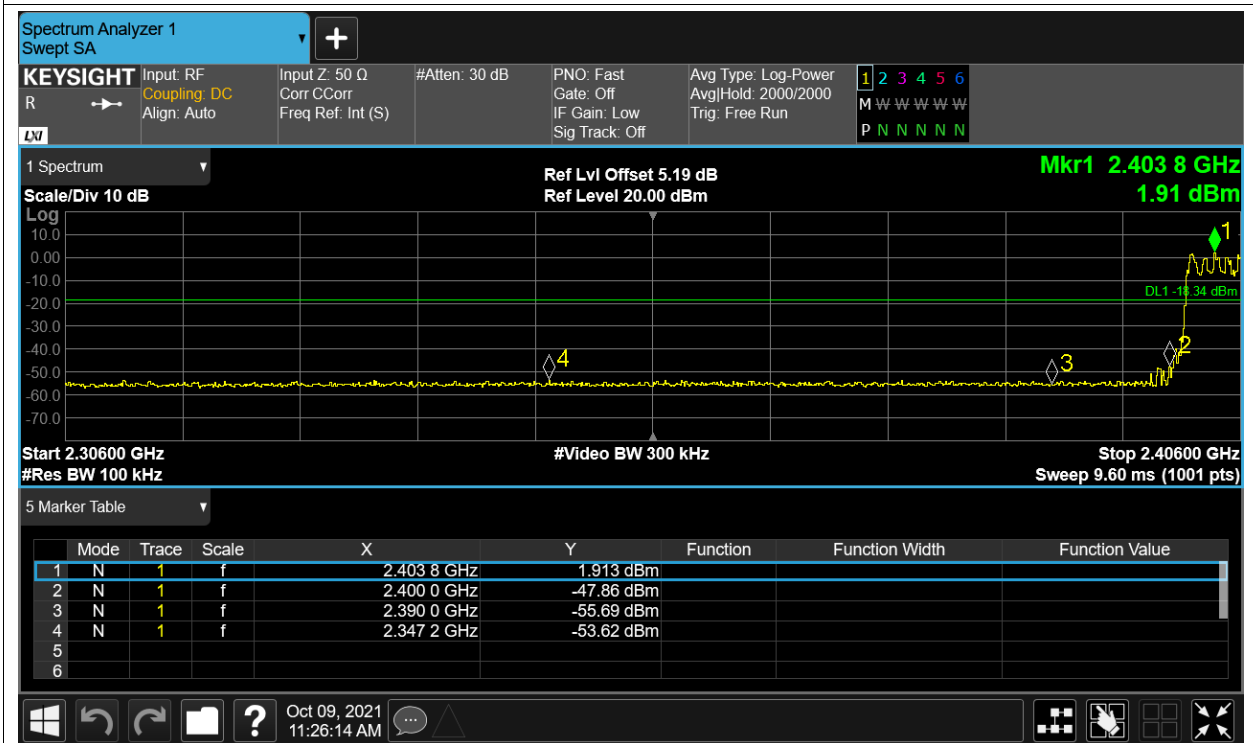 Spectrum Analyzer 1
Swept SA
KEYSIGHT
R
LXI
Input: RF
Coupling: DC
Align: Auto
Input Z: 50 Ω
Corr CCorr
Freq Ref: Int (S)
#Atten: 30 dB
PNO: Fast
Gate: Off
IF Gain: Low
Sig Track: Off
Avg Type: Log-Power
Avg|Hold: 2000/2000
Trig: Free Run
1 2 3 4 5 6
M W W W W W
P N N N N N
1 Spectrum
Scale/Div 10 dB
Ref Lvl Offset 5.19 dB
Ref Level 20.00 dBm
Mkr1 2.403 8 GHz
1.91 dBm
Log
10.0
0.00
-10.0
-20.0
-30.0
-40.0
-50.0
-60.0
-70.0
1
DL1 -18.34 dBm
2
3
4
Start 2.30600 GHz
#Res BW 100 kHz
#Video BW 300 kHz
Stop 2.40600 GHz
Sweep 9.60 ms (1001 pts)
5 Marker Table
Mode Trace Scale X Y Function Function Width Function Value
1 N 1 f 2.403 8 GHz 1.913 dBm
2 N 1 f 2.400 0 GHz -47.86 dBm
3 N 1 f 2.390 0 GHz -55.69 dBm
4 N 1 f 2.347 2 GHz -53.62 dBm
5
6
?
Oct 09, 2021
11:26:14 AM